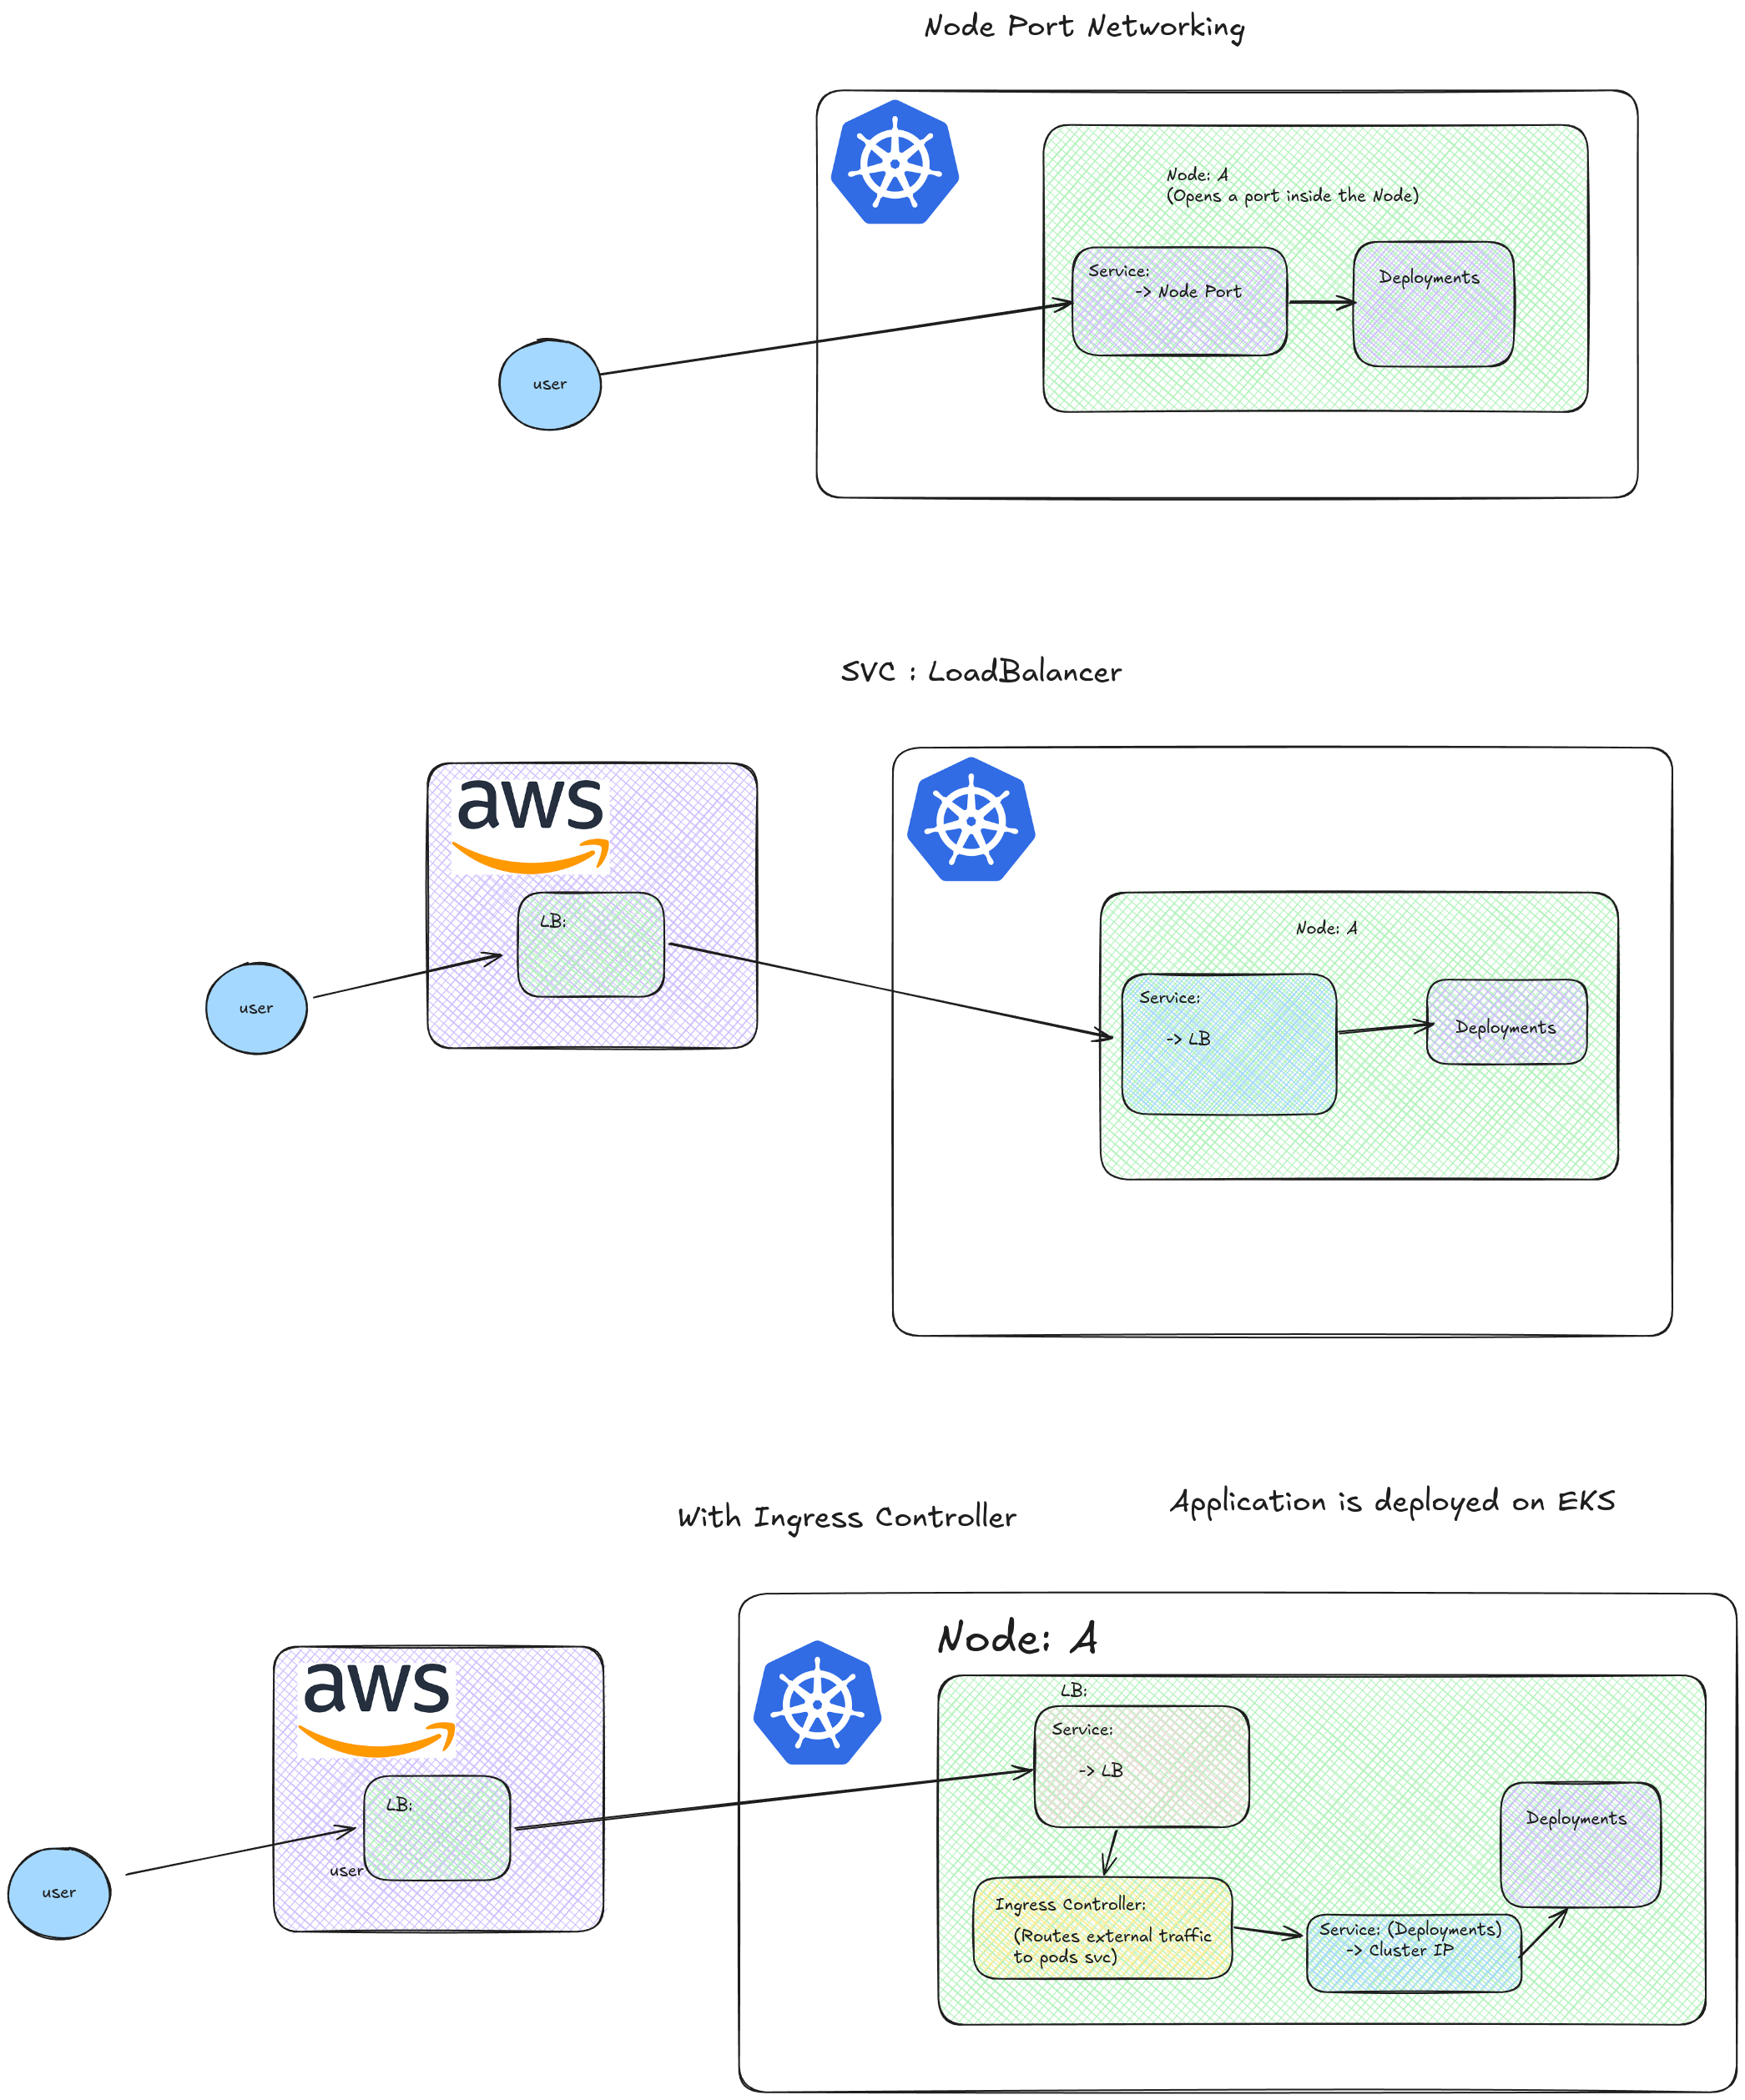 Node Port Networking
Node: A
(Opens a port inside the Node)
Service:
-> Node Port
Deployments
user
SVC : LoadBalancer
aws
LB:
Node: A
Service:
-> LB
Deployments
user
With Ingress Controller
Application is deployed on EKS
Node: A
aws
LB:
Service:
-> LB
LB:
user
user
Deployments
Ingress Controller:
(Routes external traffic
to pods svc)
Service: (Deployments)
-> Cluster IP